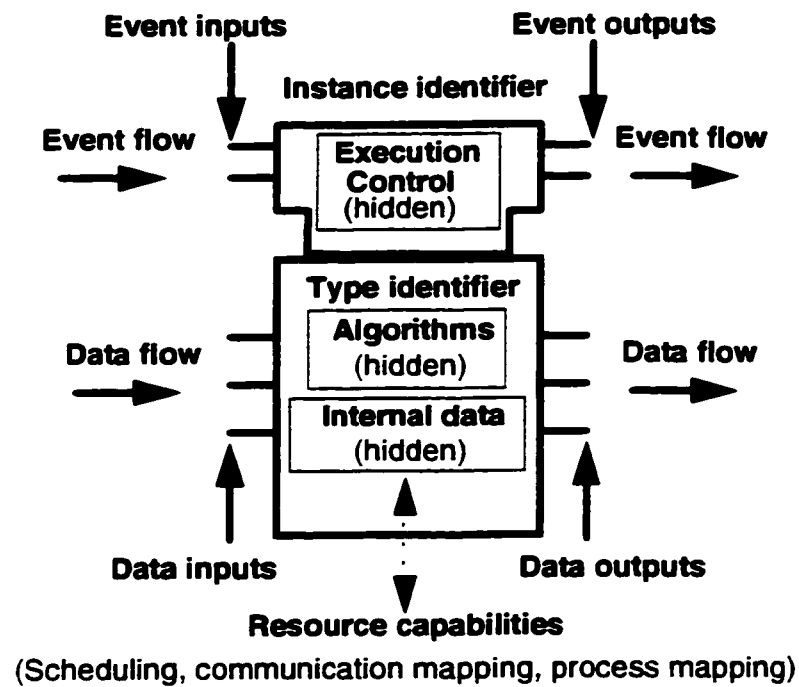 Event inputs
Event outputs
Instance identifier
Event flow
Execution
Control
(hidden)
Event flow
Type identifier
Data flow
Algorithms
(hidden)
Data flow
Internal data
(hidden)
Data inputs
Data outputs
Resource capabilities
(Scheduling, communication mapping, process mapping)